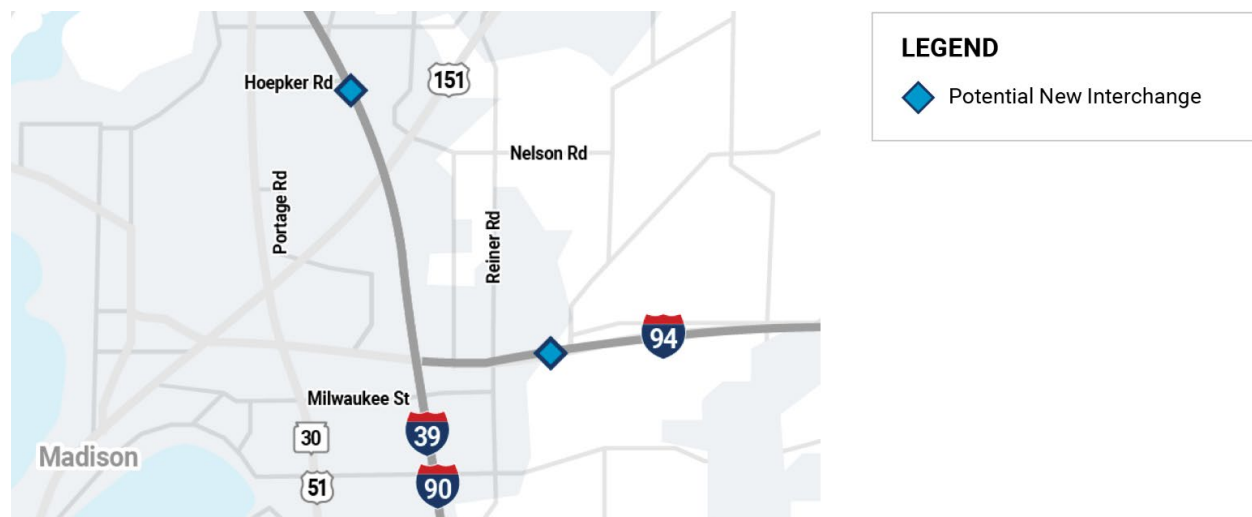 Hoepker Rd
151
Nelson Rd
Portage Rd
Reiner Rd
94
Milwaukee St
30
39
Madison
51
90
LEGEND
Potential New Interchange